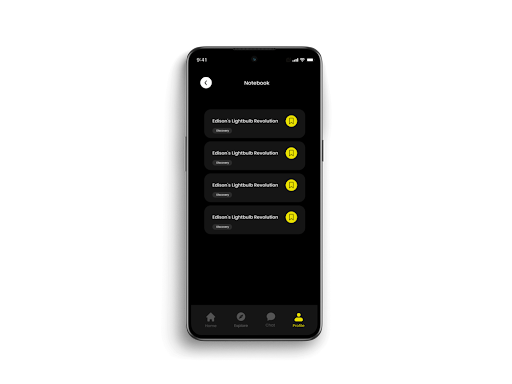 9:41
Notebook
Edison's Lightbulb Revolution
Discovery
Edison's Lightbulb Revolution
Discovery
Edison's Lightbulb Revolution
Discovery
Edison's Lightbulb Revolution
Discovery
Home
Explore
Chat
Profile